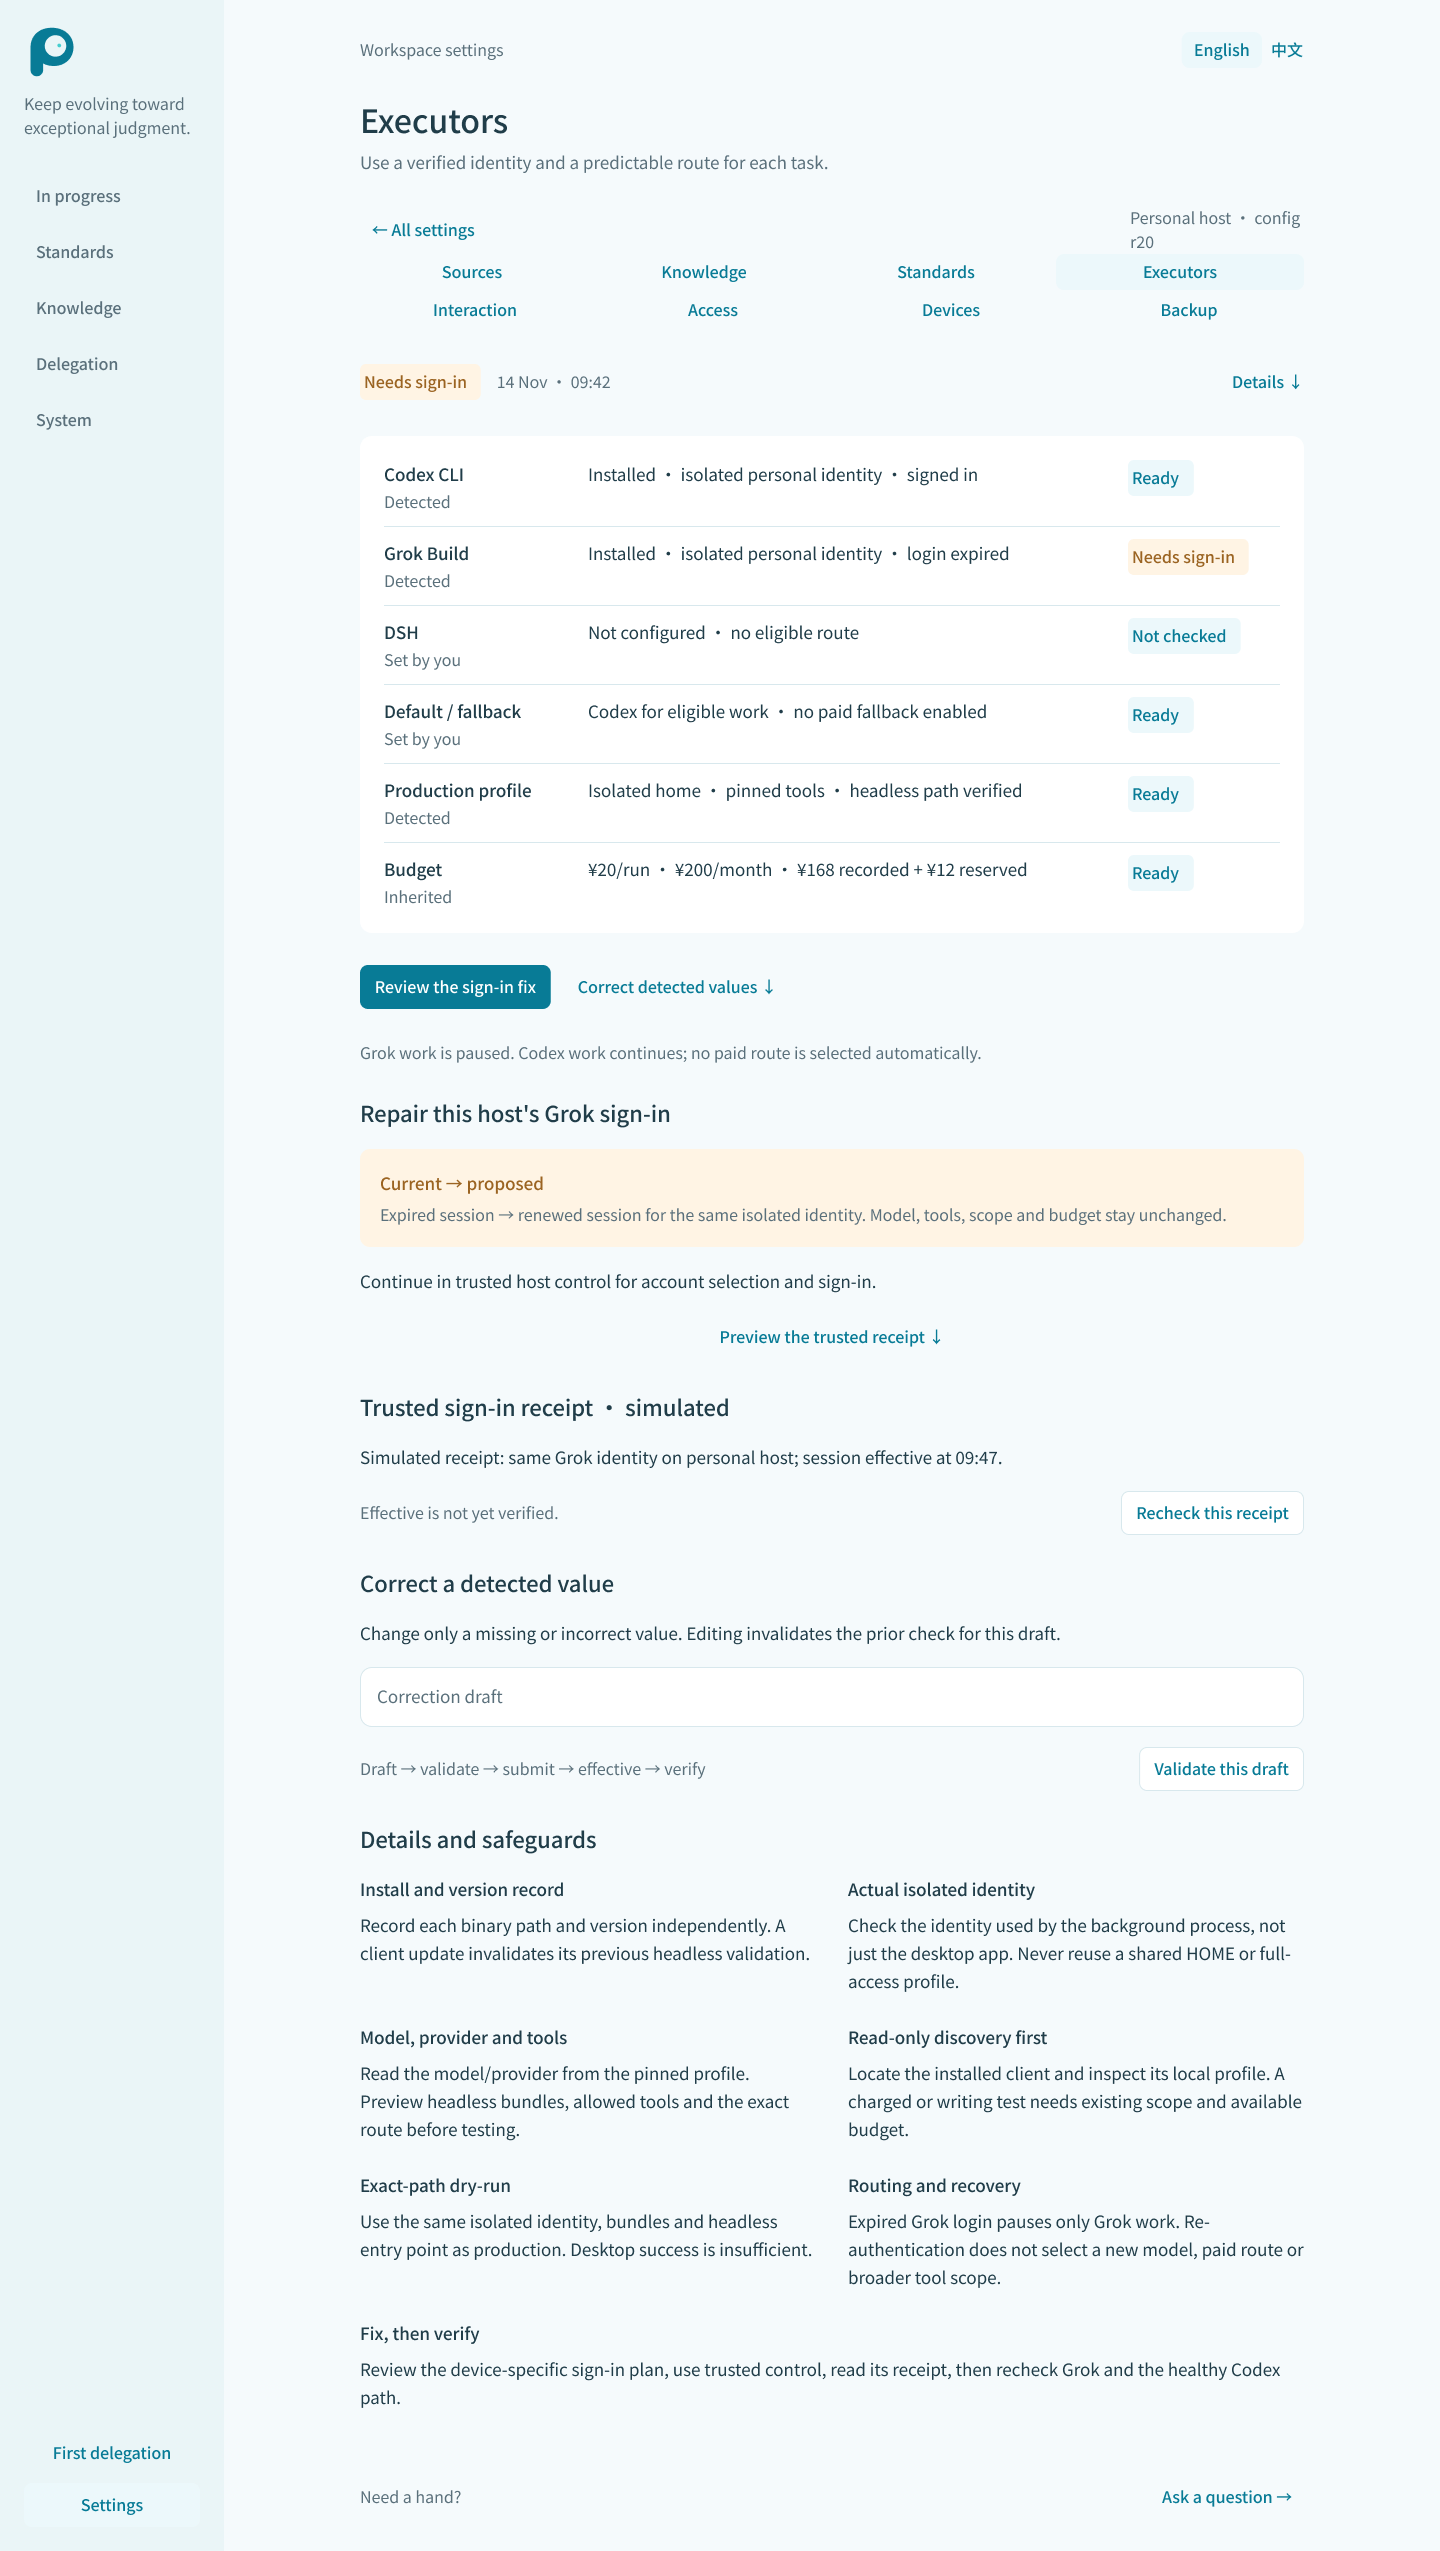 Keep evolving toward
exceptional judgment.
In progress
Standards
Knowledge
Delegation
System
First delegation
Settings
Workspace settings
English 中文
Executors
Use a verified identity and a predictable route for each task.
← All settings
Personal host · config
r20
Sources Knowledge Standards Executors
Interaction Access Devices Backup
Needs sign-in 14 Nov · 09:42 Details ↓
Codex CLI Installed · isolated personal identity · signed in Ready
Detected
Grok Build Installed · isolated personal identity · login expired Needs sign-in
Detected
DSH Not configured · no eligible route Not checked
Set by you
Default / fallback Codex for eligible work · no paid fallback enabled Ready
Set by you
Production profile Isolated home · pinned tools · headless path verified Ready
Detected
Budget ¥20/run · ¥200/month · ¥168 recorded + ¥12 reserved Ready
Inherited
Review the sign-in fix Correct detected values ↓
Grok work is paused. Codex work continues; no paid route is selected automatically.
Repair this host's Grok sign-in
Current → proposed
Expired session → renewed session for the same isolated identity. Model, tools, scope and budget stay unchanged.
Continue in trusted host control for account selection and sign-in.
Preview the trusted receipt ↓
Trusted sign-in receipt · simulated
Simulated receipt: same Grok identity on personal host; session effective at 09:47.
Effective is not yet verified. Recheck this receipt
Correct a detected value
Change only a missing or incorrect value. Editing invalidates the prior check for this draft.
Correction draft
Draft → validate → submit → effective → verify Validate this draft
Details and safeguards
Install and version record
Record each binary path and version independently. A
client update invalidates its previous headless validation.
Actual isolated identity
Check the identity used by the background process, not
just the desktop app. Never reuse a shared HOME or full-
access profile.
Model, provider and tools
Read the model/provider from the pinned profile.
Preview headless bundles, allowed tools and the exact
route before testing.
Read-only discovery first
Locate the installed client and inspect its local profile. A
charged or writing test needs existing scope and available
budget.
Exact-path dry-run
Use the same isolated identity, bundles and headless
entry point as production. Desktop success is insufficient.
Routing and recovery
Expired Grok login pauses only Grok work. Re-
authentication does not select a new model, paid route or
broader tool scope.
Fix, then verify
Review the device-specific sign-in plan, use trusted control, read its receipt, then recheck Grok and the healthy Codex
path.
Need a hand? Ask a question →